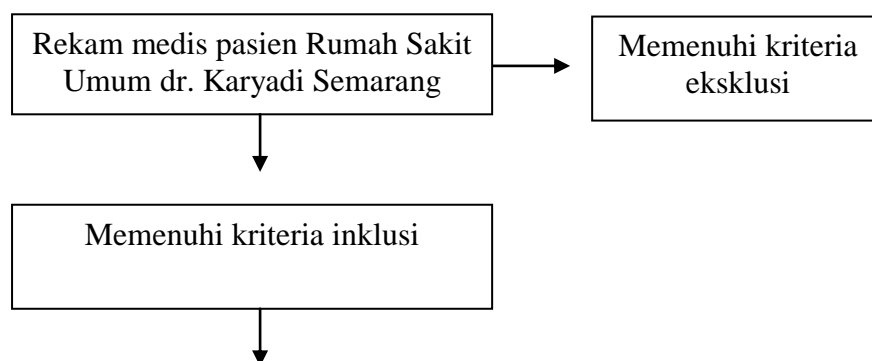 Rekam medis pasien Rumah Sakit
Umum dr. Karyadi Semarang
Memenuhi kriteria
eksklusi
Memenuhi kriteria inklusi